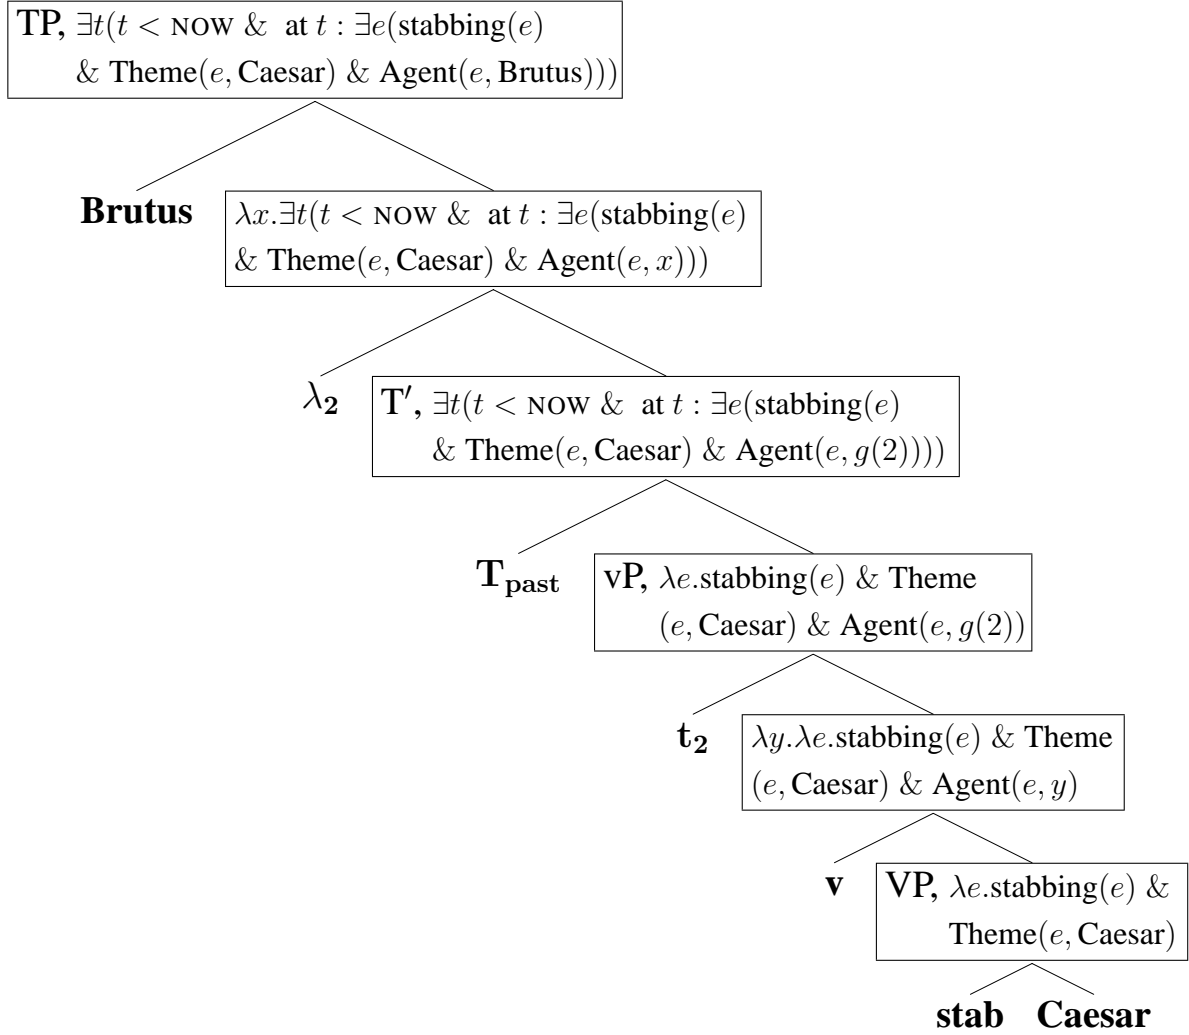 TP, ∃t(t < NOW & at t : ∃e(stabbing(e)
& Theme(e, Caesar) & Agent(e, Brutus)))
Brutus
λx.∃t(t < NOW & at t : ∃e(stabbing(e)
& Theme(e, Caesar) & Agent(e, x)))
λ₂
T′, ∃t(t < NOW & at t : ∃e(stabbing(e)
& Theme(e, Caesar) & Agent(e, g(2))))
T_past
vP, λe.stabbing(e) & Theme
(e, Caesar) & Agent(e, g(2))
t₂
λy.λe.stabbing(e) & Theme
(e, Caesar) & Agent(e, y)
v
VP, λe.stabbing(e) &
Theme(e, Caesar)
stab Caesar